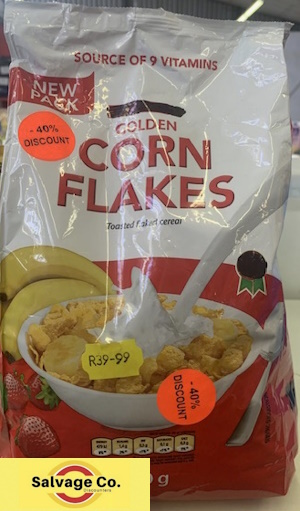 SOURCE OF 9 VITAMINS
NEW
PACK
- 40%
DISCOUNT
GOLDEN
CORN
FLAKES
Toasted flaked cereal
R39-99
- 40%
DISCOUNT
g
Salvage Co.